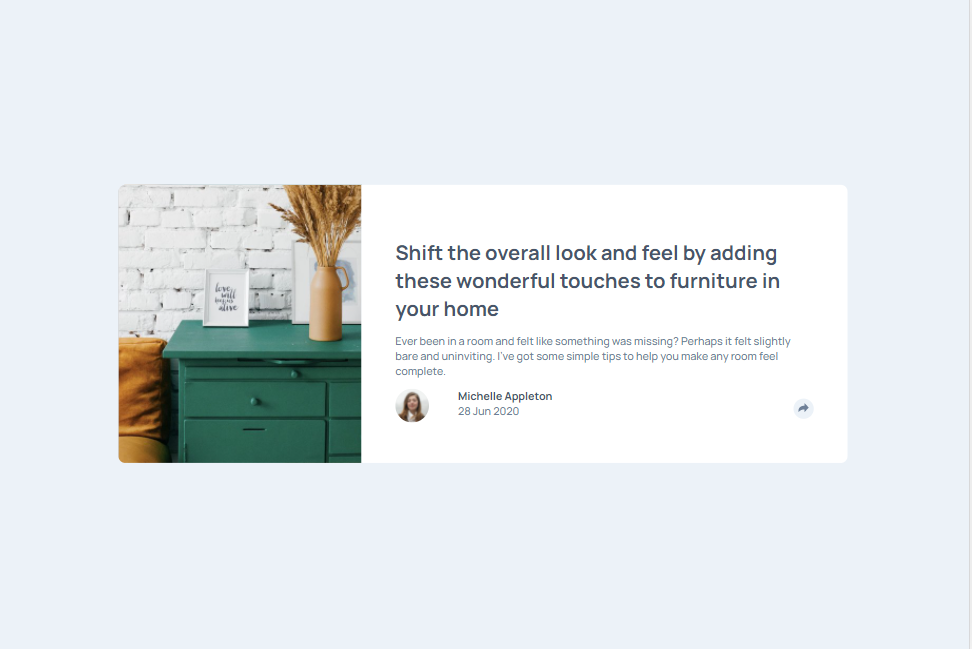 love
will
keep us
alive
Shift the overall look and feel by adding
these wonderful touches to furniture in
your home
Ever been in a room and felt like something was missing? Perhaps it felt slightly
bare and uninviting. I've got some simple tips to help you make any room feel
complete.
Michelle Appleton
28 Jun 2020